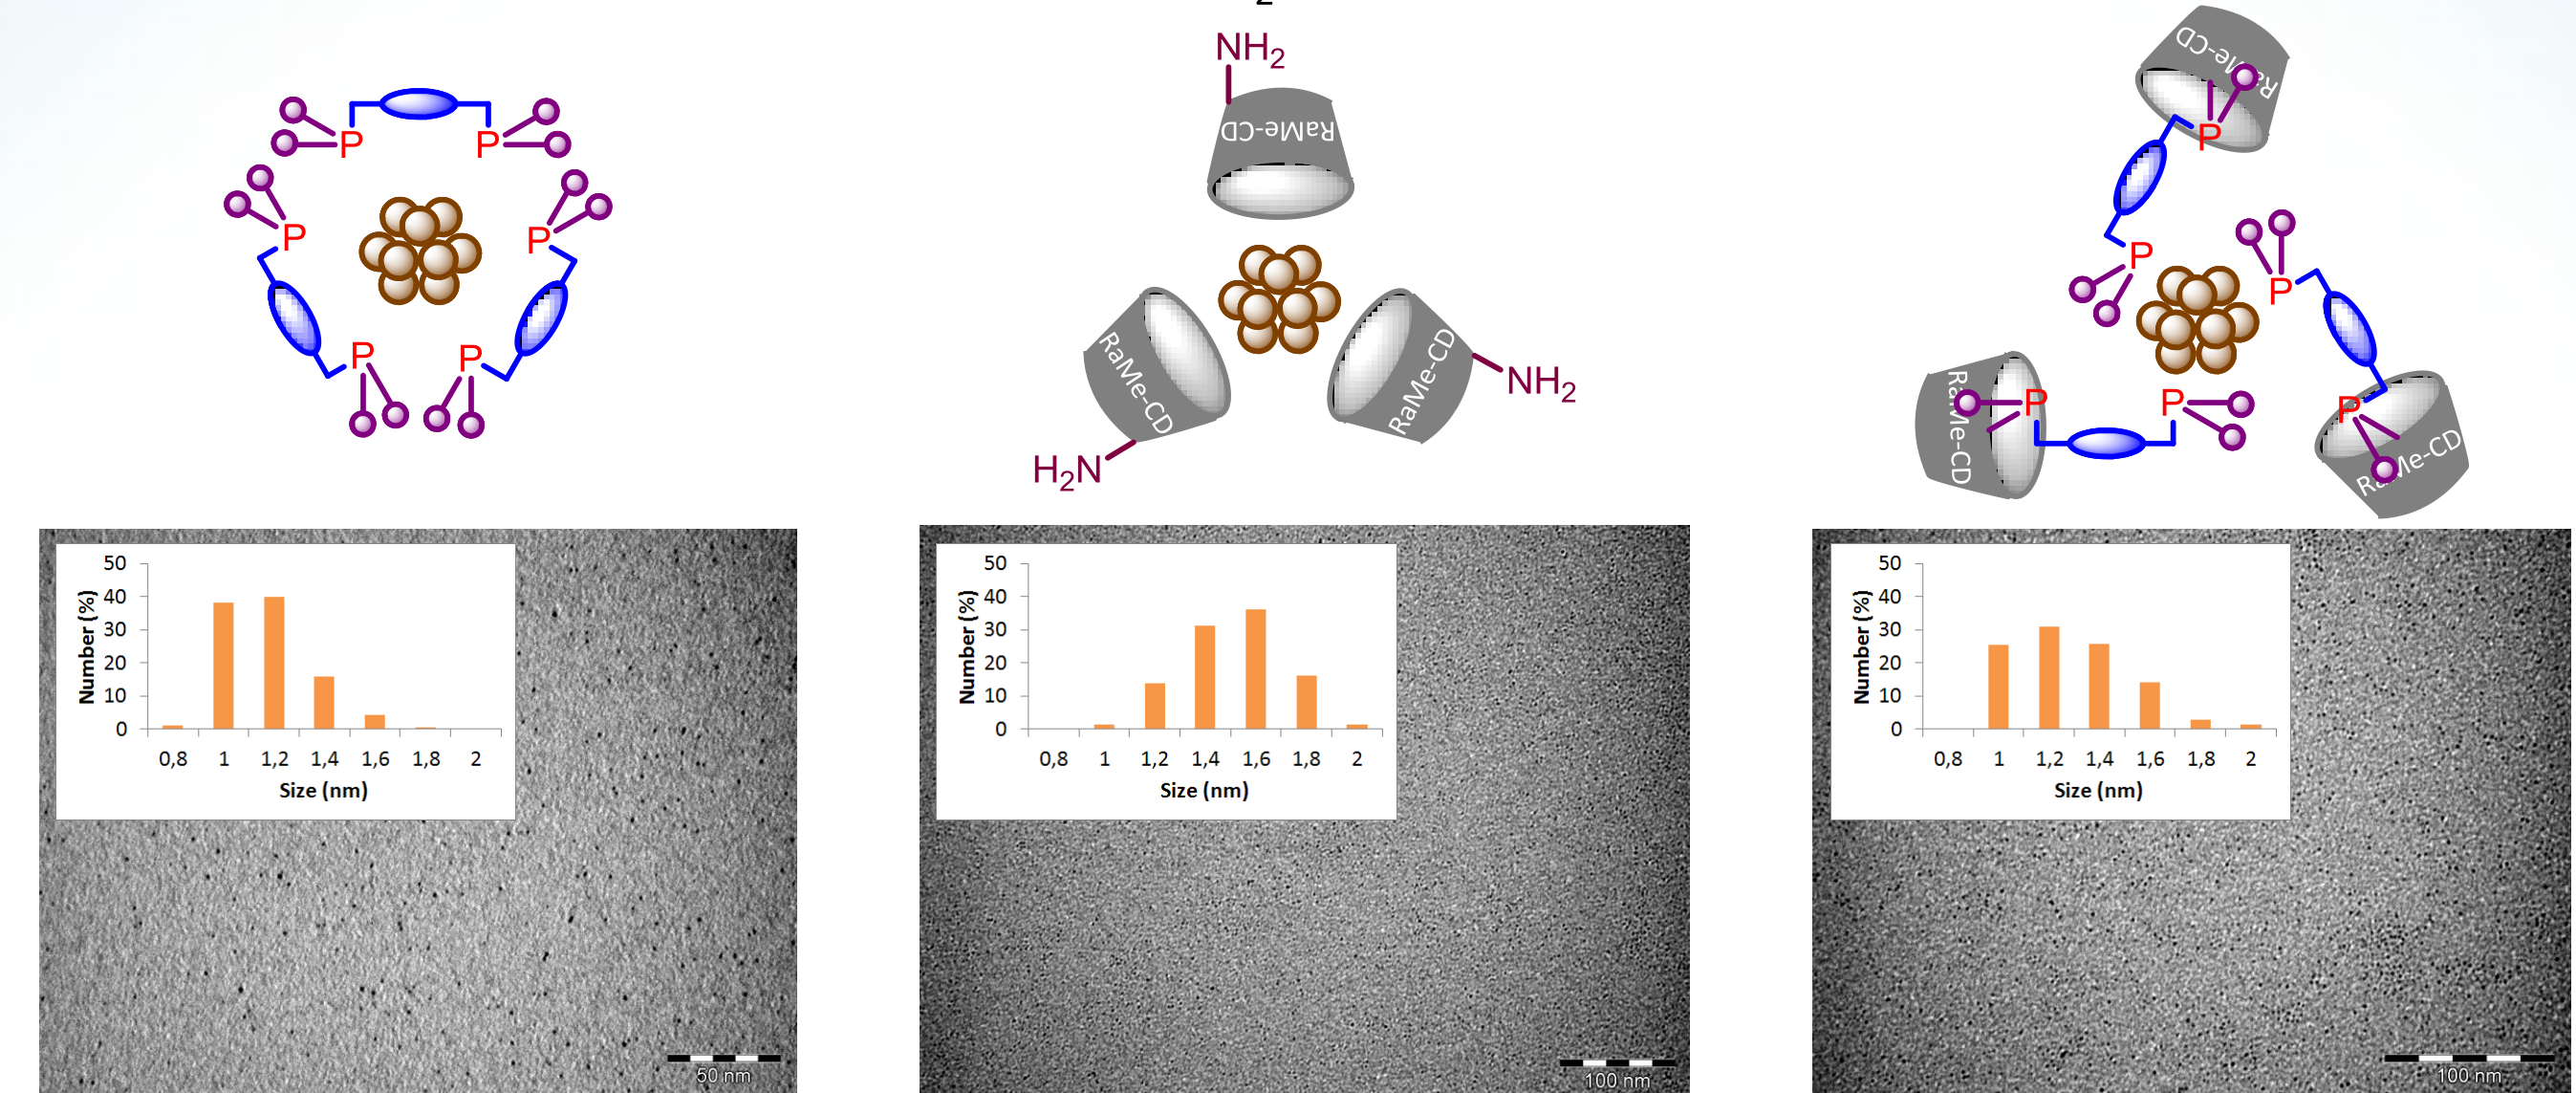 2
NH2
RaMe-CD
RaMe-CD
P
P
P
P
P
P
RaMe-CD
RaMe-CD
NH2
H2N
P
P
P
P
P
P
RaMe-CD
RaMe-CD
50
40
30
20
10
0
Number (%)
0,8 1 1,2 1,4 1,6 1,8 2
Size (nm)
50 nm
50
40
30
20
10
0
Number (%)
0,8 1 1,2 1,4 1,6 1,8 2
Size (nm)
100 nm
50
40
30
20
10
0
Number (%)
0,8 1 1,2 1,4 1,6 1,8 2
Size (nm)
100 nm